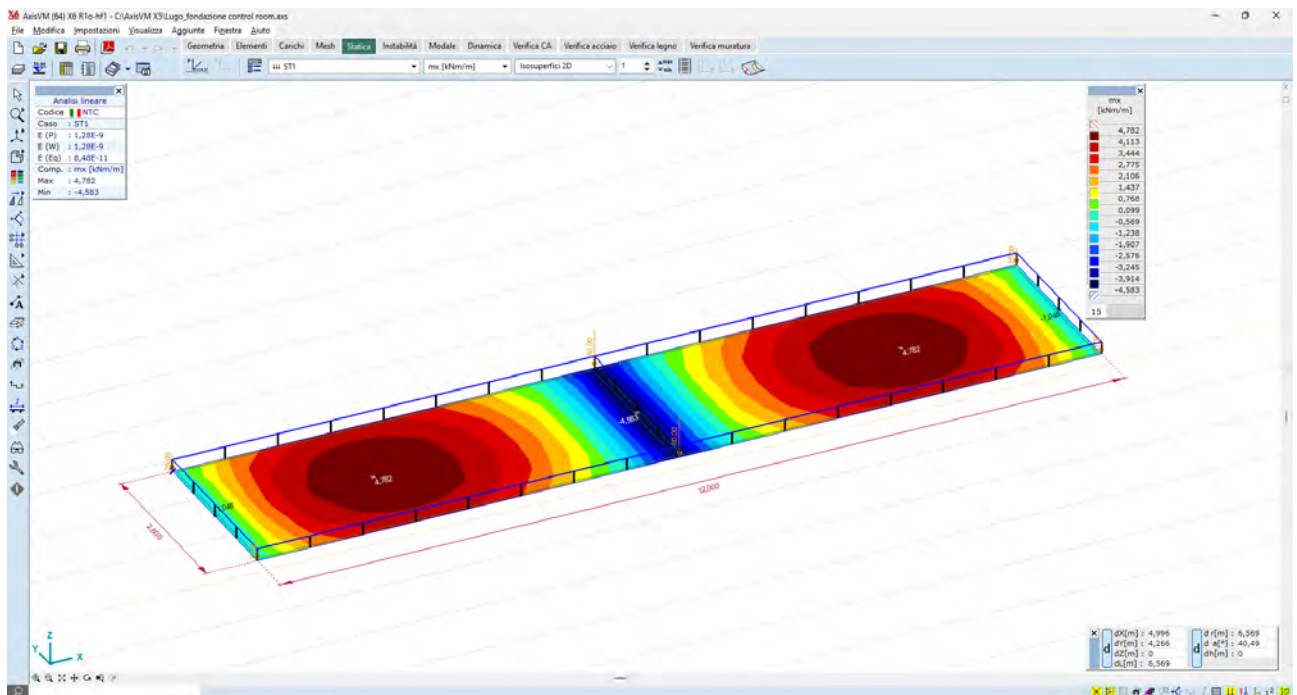 AxisVM (64) X6 R1o-hf1 - C:\AxisVM X5\Lugo_fondazione control room.axs
File Modifica Impostazioni Visualizza Aggiunte Finestra Aiuto
Geometria Elementi Carichi Mesh Statica Instabilità Modale Dinamica Verifica CA Verifica acciaio Verifica legno Verifica muratura
ST1 mx [kNm/m] Isosuperfici 2D 1
Analisi lineare
Codice NTC
Caso : ST1
E (P) : 1,28E-9
E (W) : 1,28E-9
E (Eq) : 8,48E-11
Comp. : mx [kNm/m]
Max : 4,782
Min : -4,583
mx
[kNm/m]
4,782
4,113
3,444
2,775
2,106
1,437
0,768
0,099
-0,569
-1,238
-1,907
-2,576
-3,245
-3,914
-4,583
15
-1,048
4,782
-4,583
4,782
12,000
Z
Y
X
dX[m] : 4,996
dY[m] : 4,266
dZ[m] : 0
dL[m] : 6,569
d
d r[m] : 6,569
d a[°] : 40,49
dh[m] : 0
d